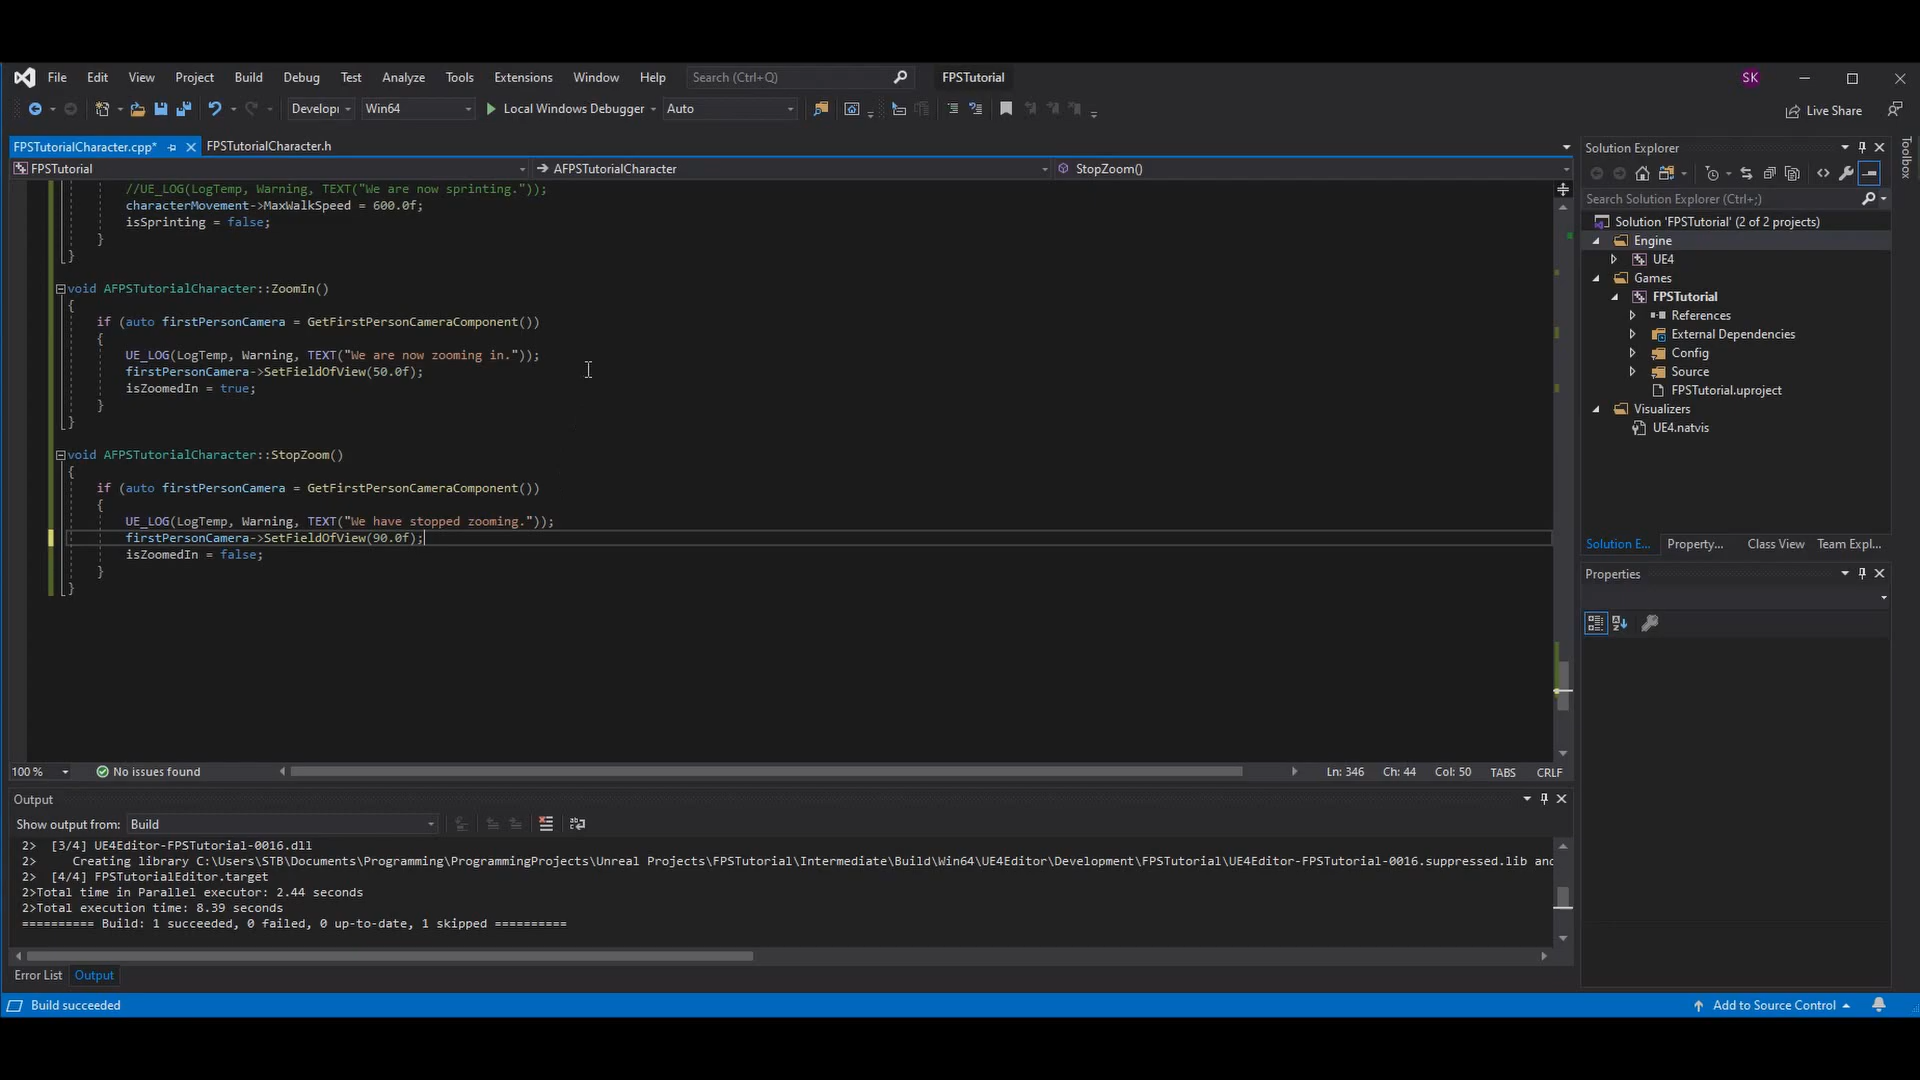 File Edit View Project Build Debug Test Analyze Tools Extensions Window Help Search (Ctrl+Q) FPSTutorial SK
Develop Win64 Local Windows Debugger Auto Live Share
FPSTutorialCharacter.cpp* FPSTutorialCharacter.h
FPSTutorial AFPSTutorialCharacter StopZoom()
//UE_LOG(LogTemp, Warning, TEXT("We are now sprinting."));
characterMovement->MaxWalkSpeed = 600.0f;
isSprinting = false;
}
}
void AFPSTutorialCharacter::ZoomIn()
{
if (auto firstPersonCamera = GetFirstPersonCameraComponent())
{
UE_LOG(LogTemp, Warning, TEXT("We are now zooming in."));
firstPersonCamera->SetFieldOfView(50.0f);
isZoomedIn = true;
}
}
void AFPSTutorialCharacter::StopZoom()
{
if (auto firstPersonCamera = GetFirstPersonCameraComponent())
{
UE_LOG(LogTemp, Warning, TEXT("We have stopped zooming."));
firstPersonCamera->SetFieldOfView(90.0f);
isZoomedIn = false;
}
}
100 % No issues found Ln: 346 Ch: 44 Col: 50 TABS CRLF
Output
Show output from: Build
2> [3/4] UE4Editor-FPSTutorial-0016.dll
2> Creating library C:\Users\STB\Documents\Programming\ProgrammingProjects\Unreal Projects\FPSTutorial\Intermediate\Build\Win64\UE4Editor\Development\FPSTutorial\UE4Editor-FPSTutorial-0016.suppressed.lib and
2> [4/4] FPSTutorialEditor.target
2>Total time in Parallel executor: 2.44 seconds
2>Total execution time: 8.39 seconds
========== Build: 1 succeeded, 0 failed, 0 up-to-date, 1 skipped ==========
Error List Output
Build succeeded Add to Source Control
Solution Explorer
Search Solution Explorer (Ctrl+;)
Solution 'FPSTutorial' (2 of 2 projects)
Engine
UE4
Games
FPSTutorial
References
External Dependencies
Config
Source
FPSTutorial.uproject
Visualizers
UE4.natvis
Solution E... Property... Class View Team Expl...
Properties
Toolbox